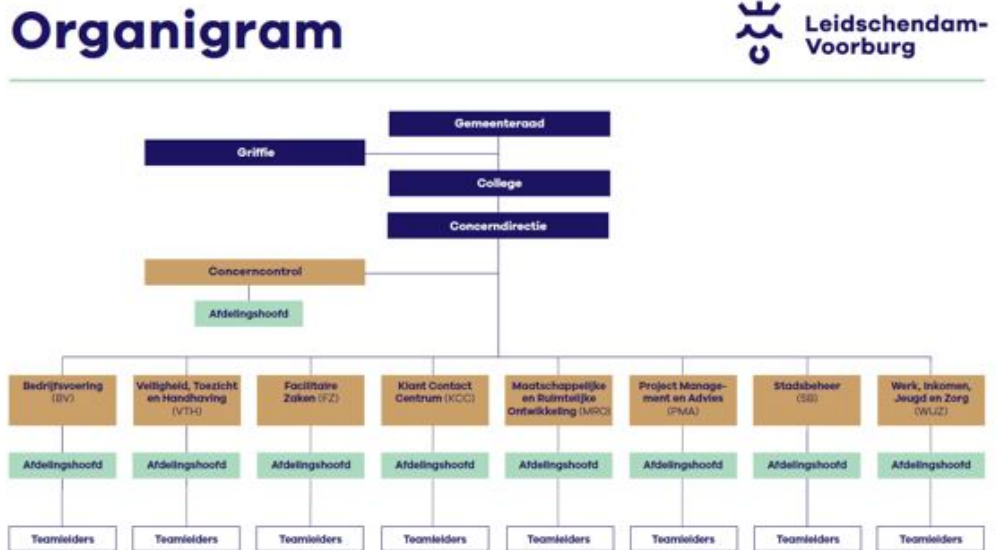 Organigram
Leidschendam-
Voorburg
Gemeenteraad
Griffie
College
Concerndirectie
Concerncontrol
Afdelingshoofd
Bedrijfsvoering
(BV)
Veiligheid, Toezicht
en Handhaving
(VTH)
Facilitaire
Zaken (FZ)
Klant Contact
Centrum (KCC)
Maatschappelijke
en Ruimtelijke
Ontwikkeling (MRO)
Project Manage-
ment en Advies
(PMA)
Stadsbeheer
(SB)
Werk, Inkomen,
Jeugd en Zorg
(WIJZ)
Afdelingshoofd
Afdelingshoofd
Afdelingshoofd
Afdelingshoofd
Afdelingshoofd
Afdelingshoofd
Afdelingshoofd
Afdelingshoofd
Teamleiders
Teamleiders
Teamleiders
Teamleiders
Teamleiders
Teamleiders
Teamleiders
Teamleiders